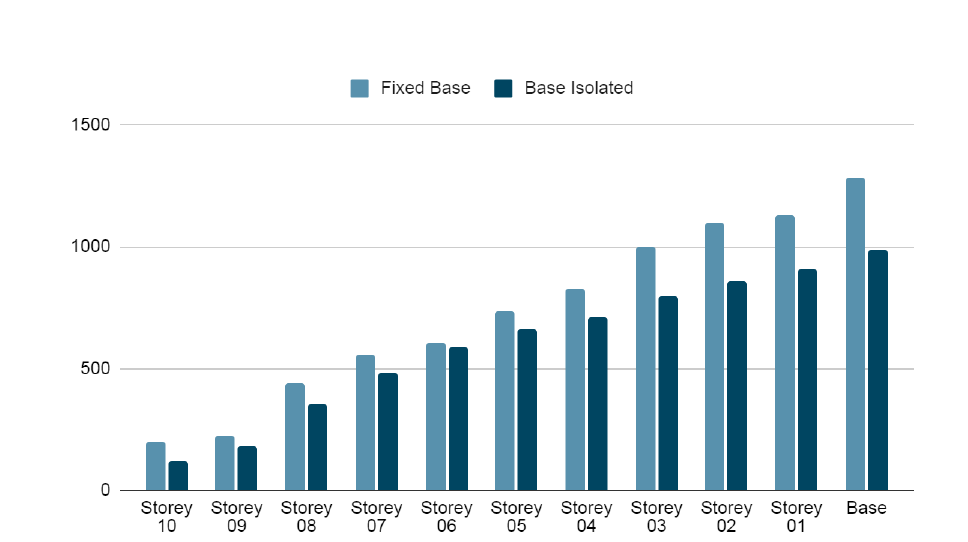 Fixed Base
Base Isolated
1500
1000
500
0
Storey 10
Storey 09
Storey 08
Storey 07
Storey 06
Storey 05
Storey 04
Storey 03
Storey 02
Storey 01
Base